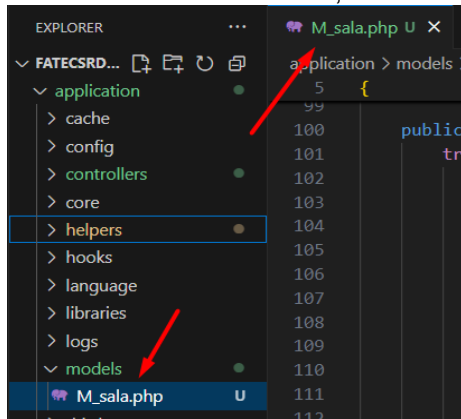 EXPLORER ...
FATECSRD...
application
cache
config
controllers
core
helpers
hooks
language
libraries
logs
models
M_sala.php U
M_sala.php U ×
application > models >
5 {
99
100 public
101 tr
102
103
104
105
106
107
108
109
110
111
112